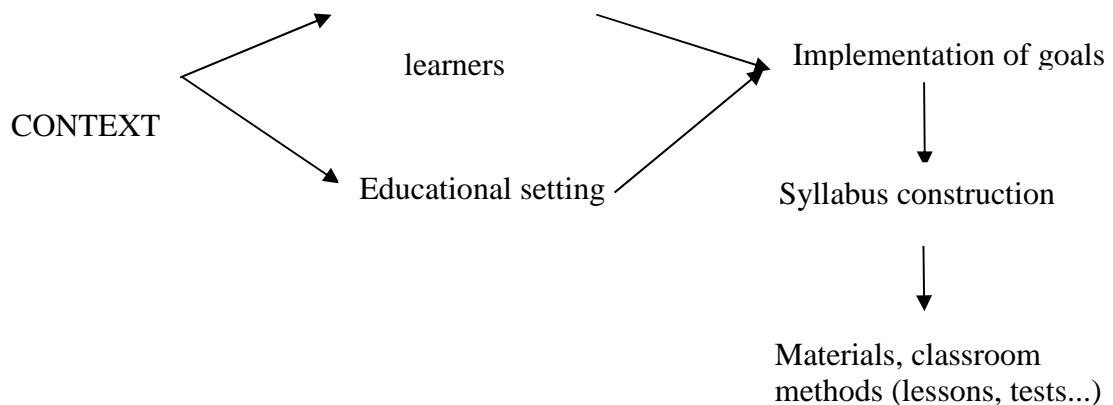 learners
Implementation of goals
CONTEXT
Educational setting
Syllabus construction
Materials, classroom
methods (lessons, tests...)